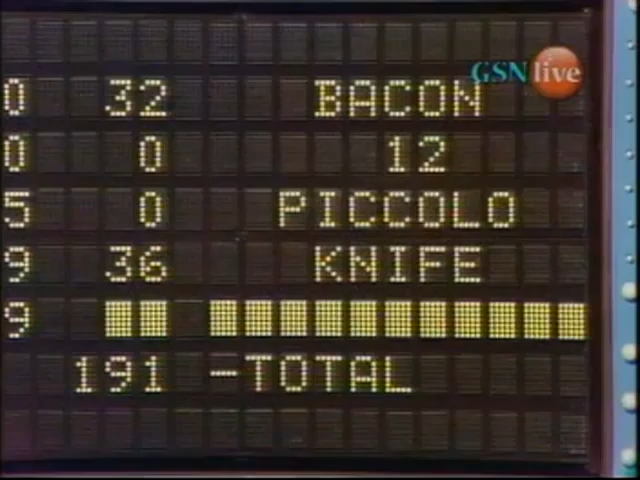 GSN live
0 32 BACON
0 0 12
5 0 PICCOLO
9 36 KNIFE
9
191 -TOTAL